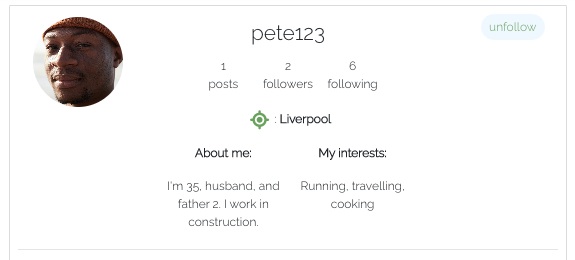 pete123
unfollow
1 2 6
posts followers following
: Liverpool
About me: My interests:
I'm 35, husband, and Running, travelling,
father 2. I work in cooking
construction.